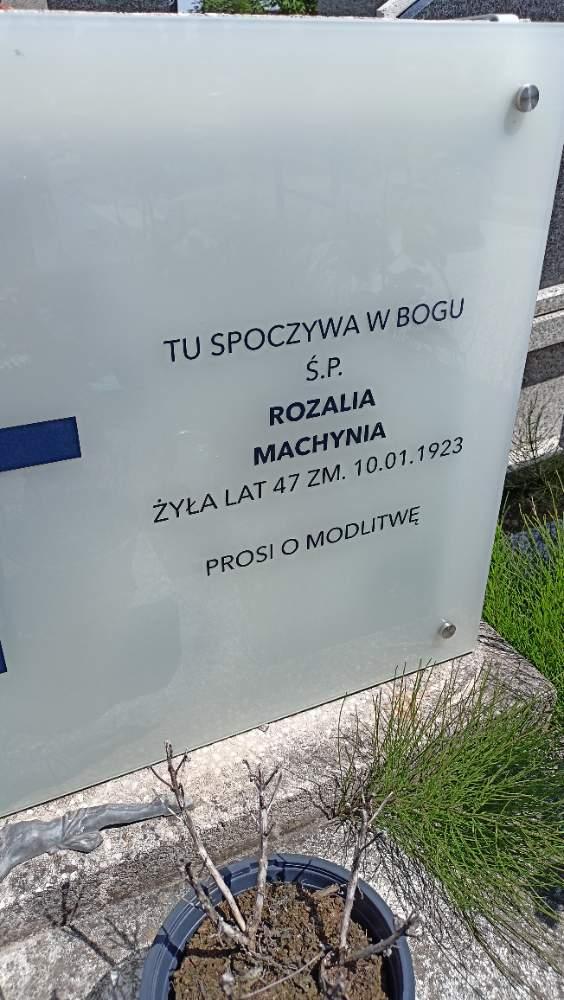 TU SPOCZYWA W BOGU
Ś.P.
ROZALIA
MACHYNIA
ŻYŁA LAT 47 ZM. 10.01.1923
PROSI O MODLITWĘ